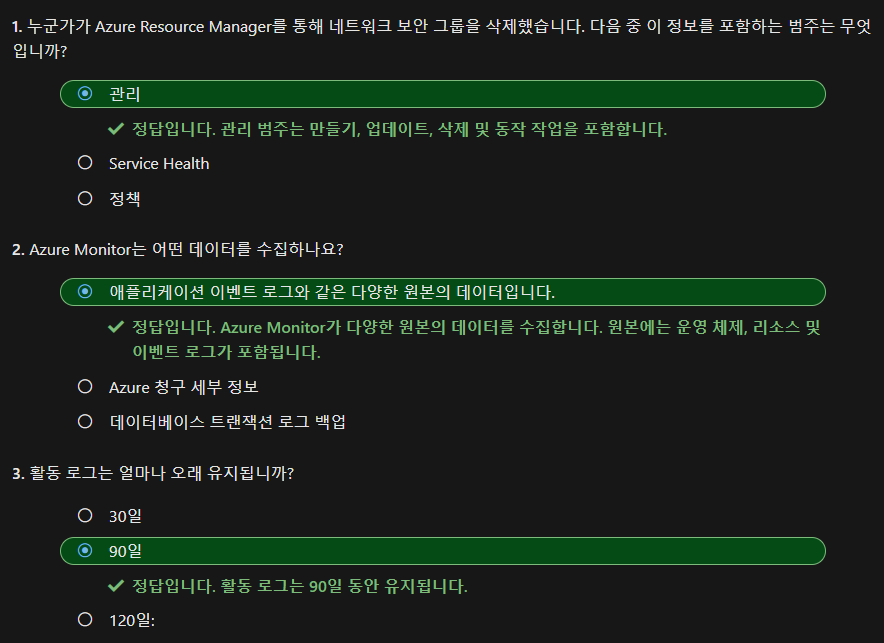 1. 누군가가 Azure Resource Manager를 통해 네트워크 보안 그룹을 삭제했습니다. 다음 중 이 정보를 포함하는 범주는 무엇
입니까?
관리
정답입니다. 관리 범주는 만들기, 업데이트, 삭제 및 동작 작업을 포함합니다.
Service Health
정책
2. Azure Monitor는 어떤 데이터를 수집하나요?
애플리케이션 이벤트 로그와 같은 다양한 원본의 데이터입니다.
정답입니다. Azure Monitor가 다양한 원본의 데이터를 수집합니다. 원본에는 운영 체제, 리소스 및
이벤트 로그가 포함됩니다.
Azure 청구 세부 정보
데이터베이스 트랜잭션 로그 백업
3. 활동 로그는 얼마나 오래 유지됩니까?
30일
90일
정답입니다. 활동 로그는 90일 동안 유지됩니다.
120일: